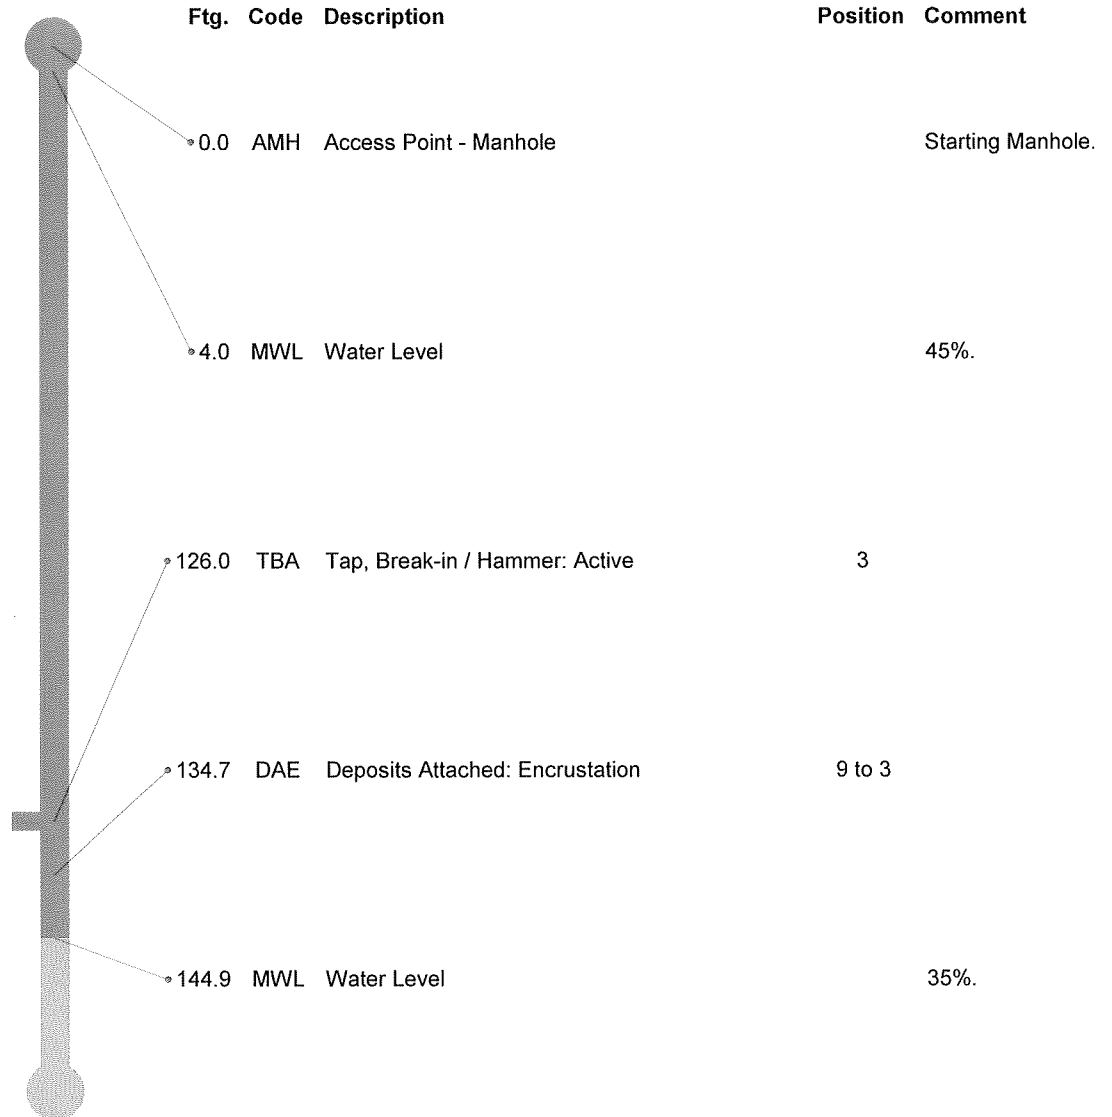 Ftg. Code Description Position Comment
0.0 AMH Access Point - Manhole Starting Manhole.
4.0 MWL Water Level 45%.
126.0 TBA Tap, Break-in / Hammer: Active 3
134.7 DAE Deposits Attached: Encrustation 9 to 3
144.9 MWL Water Level 35%.